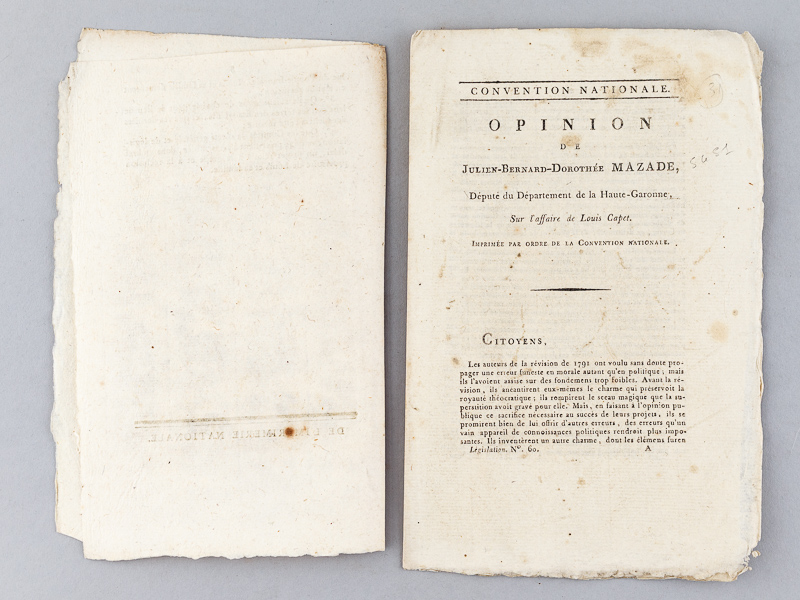 CONVENTION NATIONALE.
OPINION
DE
JULIEN-BERNARD-DOROTHÉE MAZADE,
Député du Département de la Haute-Garonne,
Sur l'affaire de Louis Capet.
IMPRIMÉE PAR ORDRE DE LA CONVENTION NATIONALE.
CITOYENS,
Les auteurs de la révision de 1791 ont voulu sans doute pro-
pager une erreur funeste en morale autant qu'en politique, mais
ils l'avoient assise sur des fondemens trop foibles. Avant la ré-
vision, ils anéantirent eux-mêmes le charme qui préservoit la
royauté théocratique; ils rompirent le sceau magique que la su-
perstition avoit gravé pour elle. Mais, en faisant à l'opinion pu-
blique ce sacrifice nécessaire au succès de leurs projets, ils se
promirent bien de lui offrir d'autres erreurs, des erreurs qu'un
vain appareil de connoissances politiques rendroit plus impo-
santes. Ils inventèrent un autre charme, dont les élémens furen
Législation. N°. 60. A
DE L'IMPRIMERIE NATIONALE.